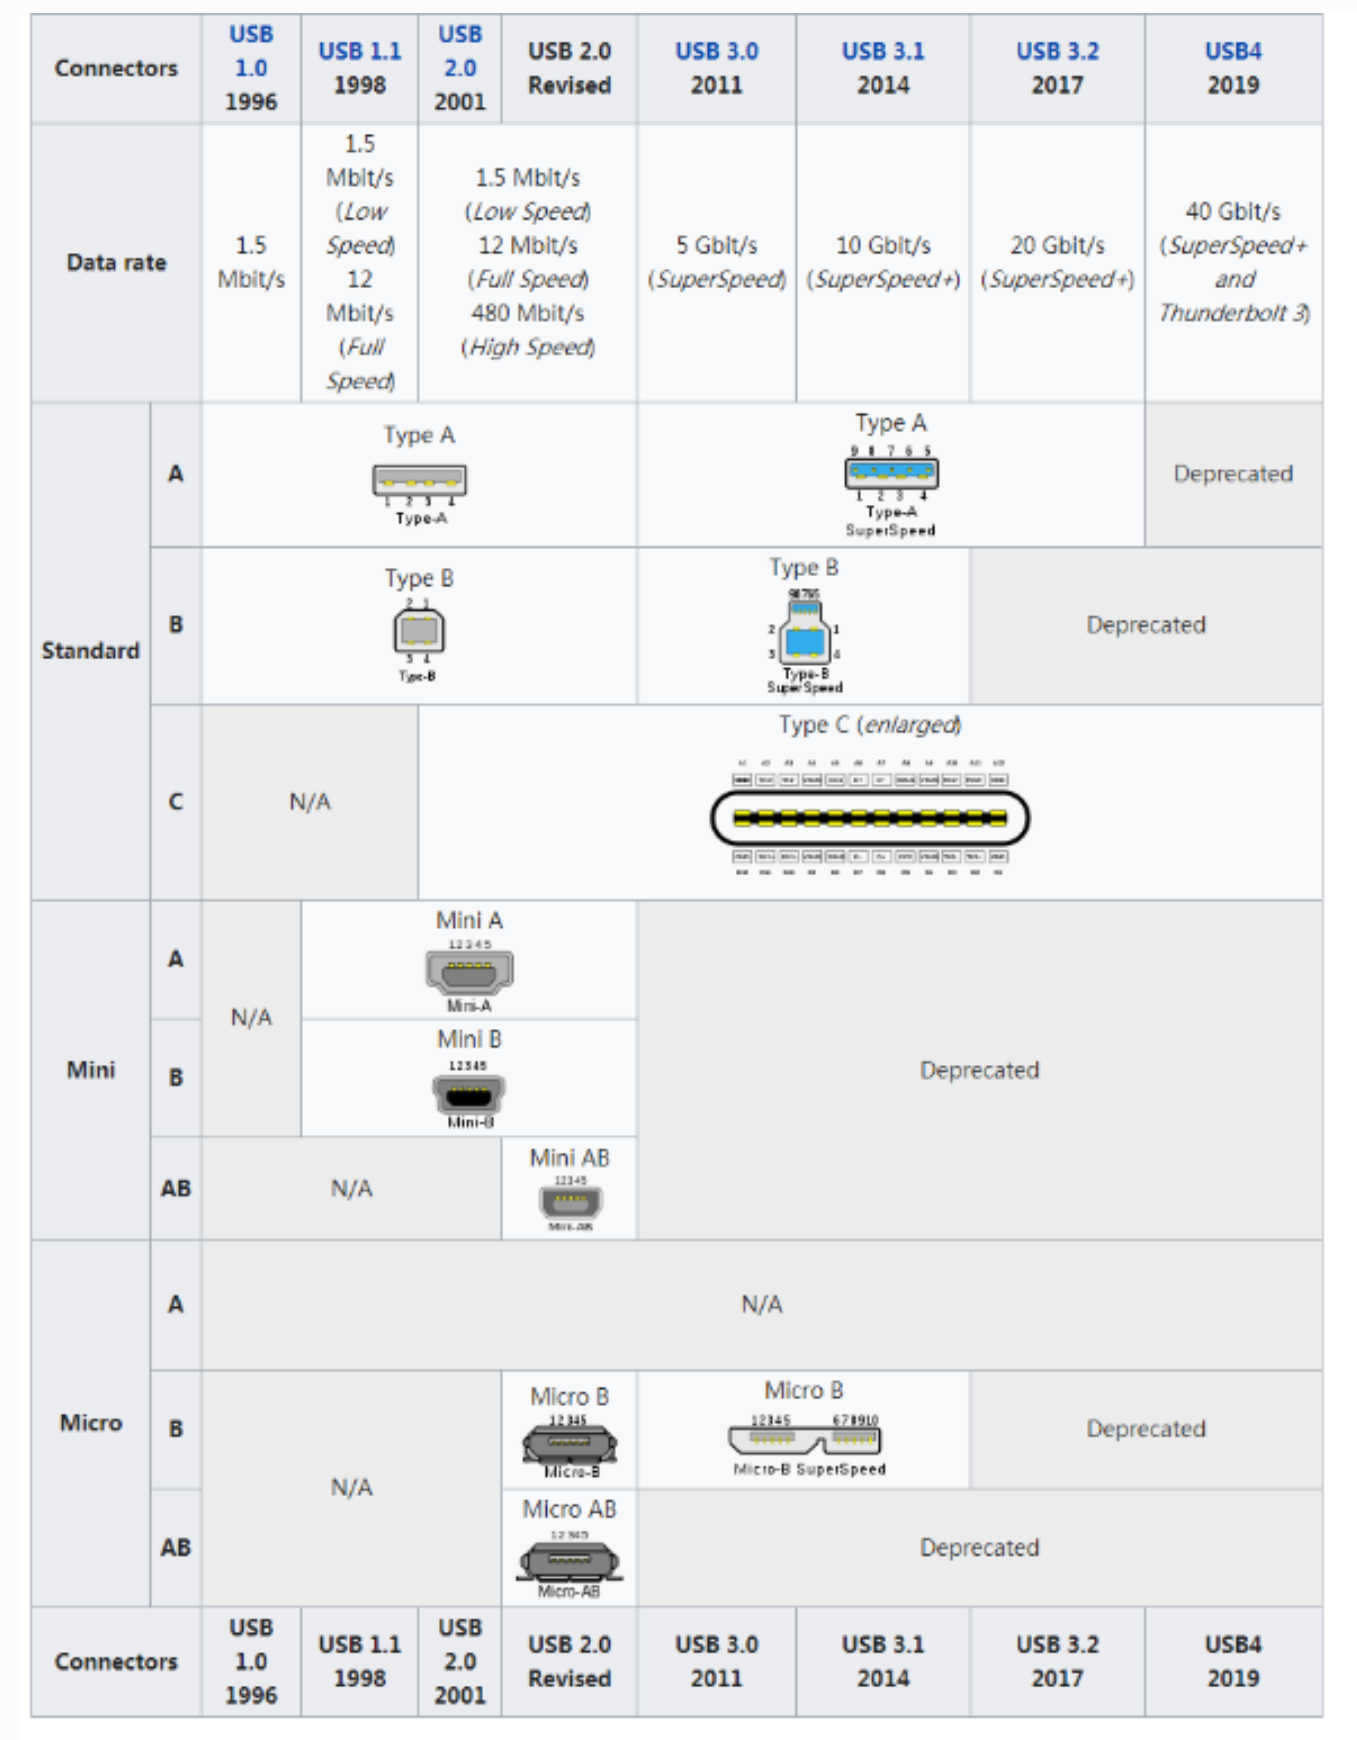 Connectors
USB
1.0
1996
USB 1.1
1998
USB
2.0
2001
USB 2.0
Revised
USB 3.0
2011
USB 3.1
2014
USB 3.2
2017
USB4
2019
Data rate
1.5
Mbit/s
1.5
Mbit/s
(Low
Speed)
12
Mbit/s
(Full
Speed)
1.5 Mbit/s
(Low Speed)
12 Mbit/s
(Full Speed)
480 Mbit/s
(High Speed)
5 Gbit/s
(SuperSpeed)
10 Gbit/s
(SuperSpeed+)
20 Gbit/s
(SuperSpeed+)
40 Gbit/s
(SuperSpeed+
and
Thunderbolt 3)
Standard
A
Type A
1 2 3 4
Type-A
Type A
9 8 7 6 5
1 2 3 4
Type-A
SuperSpeed
Deprecated
B
Type B
2 1
3 4
Type-B
Type B
98765
2 1
3 4
Type-B
SuperSpeed
Deprecated
C
N/A
Type C (enlarged)
Mini
A
N/A
Mini A
12345
Mini-A
Deprecated
B
Mini B
12345
Mini-B
AB
N/A
Mini AB
12345
Mini-AB
Micro
A
N/A
B
N/A
Micro B
12345
Micro-B
Micro B
12345 678910
Micro-B SuperSpeed
Deprecated
AB
Micro AB
12345
Micro-AB
Deprecated
Connectors
USB
1.0
1996
USB 1.1
1998
USB
2.0
2001
USB 2.0
Revised
USB 3.0
2011
USB 3.1
2014
USB 3.2
2017
USB4
2019